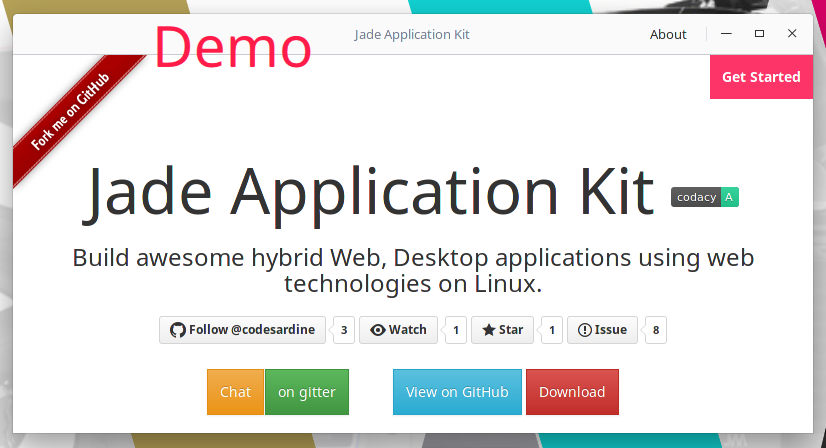 Demo
Jade Application Kit
About
Fork me on GitHub
Get Started
Jade Application Kit
codacy A
Build awesome hybrid Web, Desktop applications using web
technologies on Linux.
Follow @codesardine 3 Watch 1 Star 1 Issue 8
Chat on gitter View on GitHub Download